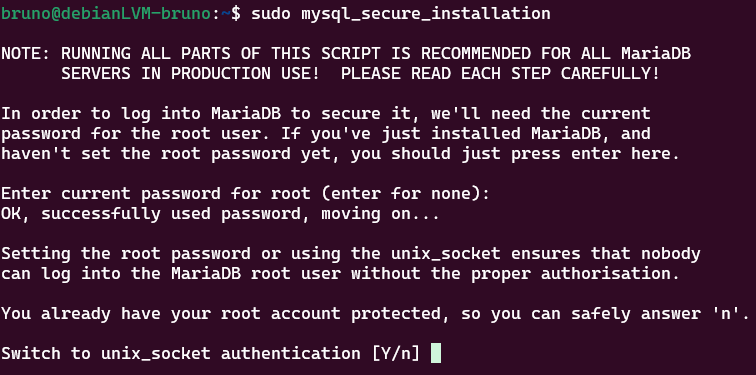 bruno@debianLVM-bruno:~$ sudo mysql_secure_installation
NOTE: RUNNING ALL PARTS OF THIS SCRIPT IS RECOMMENDED FOR ALL MariaDB
SERVERS IN PRODUCTION USE!  PLEASE READ EACH STEP CAREFULLY!
In order to log into MariaDB to secure it, we'll need the current
password for the root user. If you've just installed MariaDB, and
haven't set the root password yet, you should just press enter here.
Enter current password for root (enter for none):
OK, successfully used password, moving on...
Setting the root password or using the unix_socket ensures that nobody
can log into the MariaDB root user without the proper authorisation.
You already have your root account protected, so you can safely answer 'n'.
Switch to unix_socket authentication [Y/n]